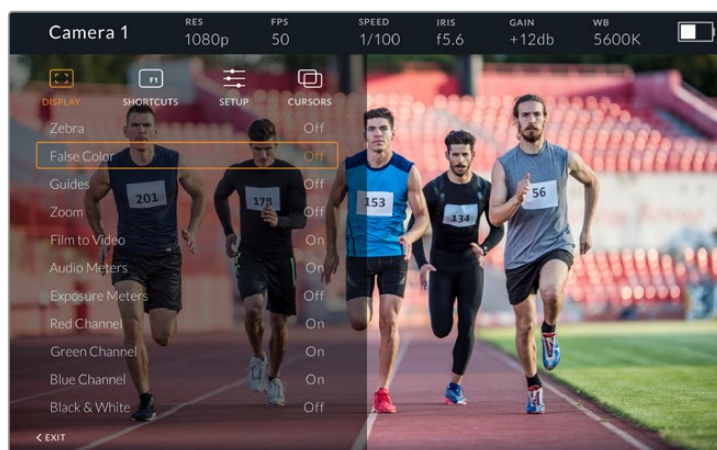 Camera 1
RES FPS SPEED IRIS GAIN WB
1080p 50 1/100 f5.6 +12db 5600K
F1
DISPLAY SHORTCUTS SETUP CURSORS
Zebra Off
False Color Off
Guides Off
Zoom Off
Film to Video On
Audio Meters On
Exposure Meters Off
Red Channel On
Green Channel On
Blue Channel On
Black & White Off
< EXIT
201
178
153
134
56